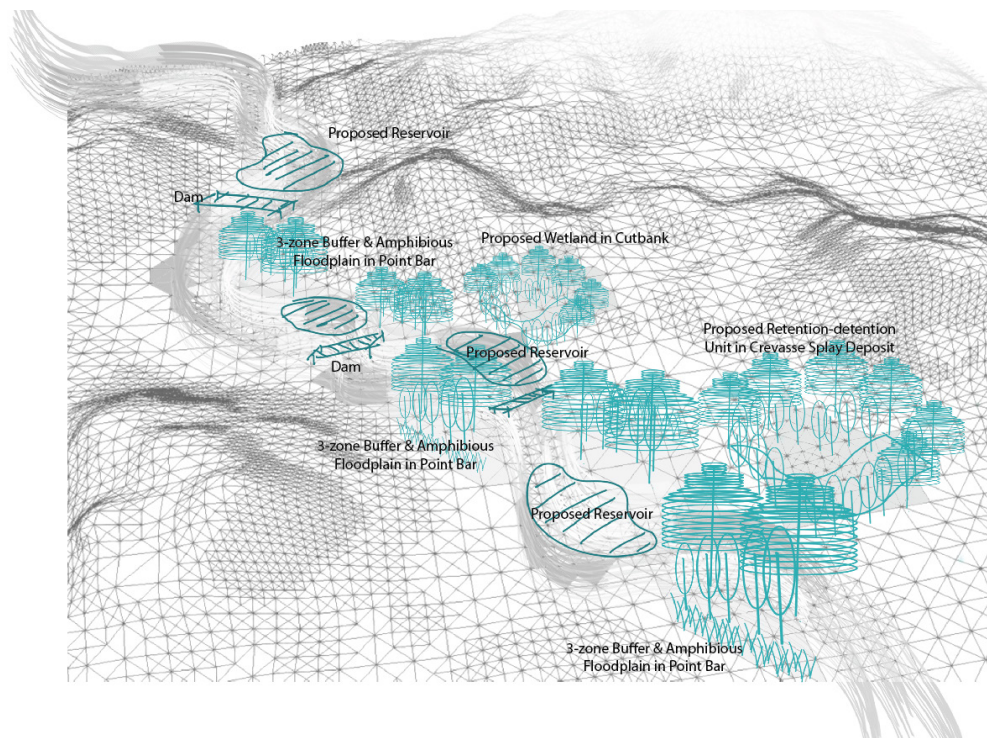 Proposed Reservoir
Dam
3-zone Buffer & Amphibious
Floodplain in Point Bar
Proposed Wetland in Cutbank
Proposed Retention-detention
Unit in Crevasse Splay Deposit
Proposed Reservoir
Dam
3-zone Buffer & Amphibious
Floodplain in Point Bar
Proposed Reservoir
3-zone Buffer & Amphibious
Floodplain in Point Bar